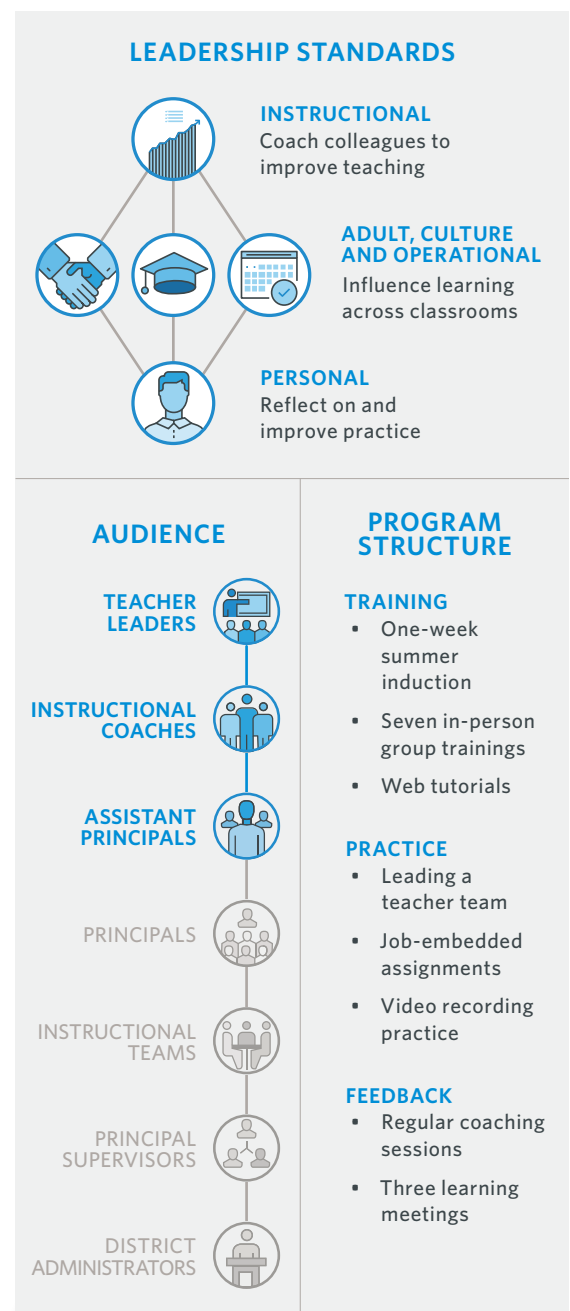 LEADERSHIP STANDARDS
INSTRUCTIONAL
Coach colleagues to
improve teaching
ADULT, CULTURE
AND OPERATIONAL
Influence learning
across classrooms
PERSONAL
Reflect on and
improve practice
AUDIENCE
TEACHER
LEADERS
INSTRUCTIONAL
COACHES
ASSISTANT
PRINCIPALS
PRINCIPALS
INSTRUCTIONAL
TEAMS
PRINCIPAL
SUPERVISORS
DISTRICT
ADMINISTRATORS
PROGRAM
STRUCTURE
TRAINING
▪ One-week
summer
induction
▪ Seven in-person
group trainings
▪ Web tutorials
PRACTICE
▪ Leading a
teacher team
▪ Job-embedded
assignments
▪ Video recording
practice
FEEDBACK
▪ Regular coaching
sessions
▪ Three learning
meetings